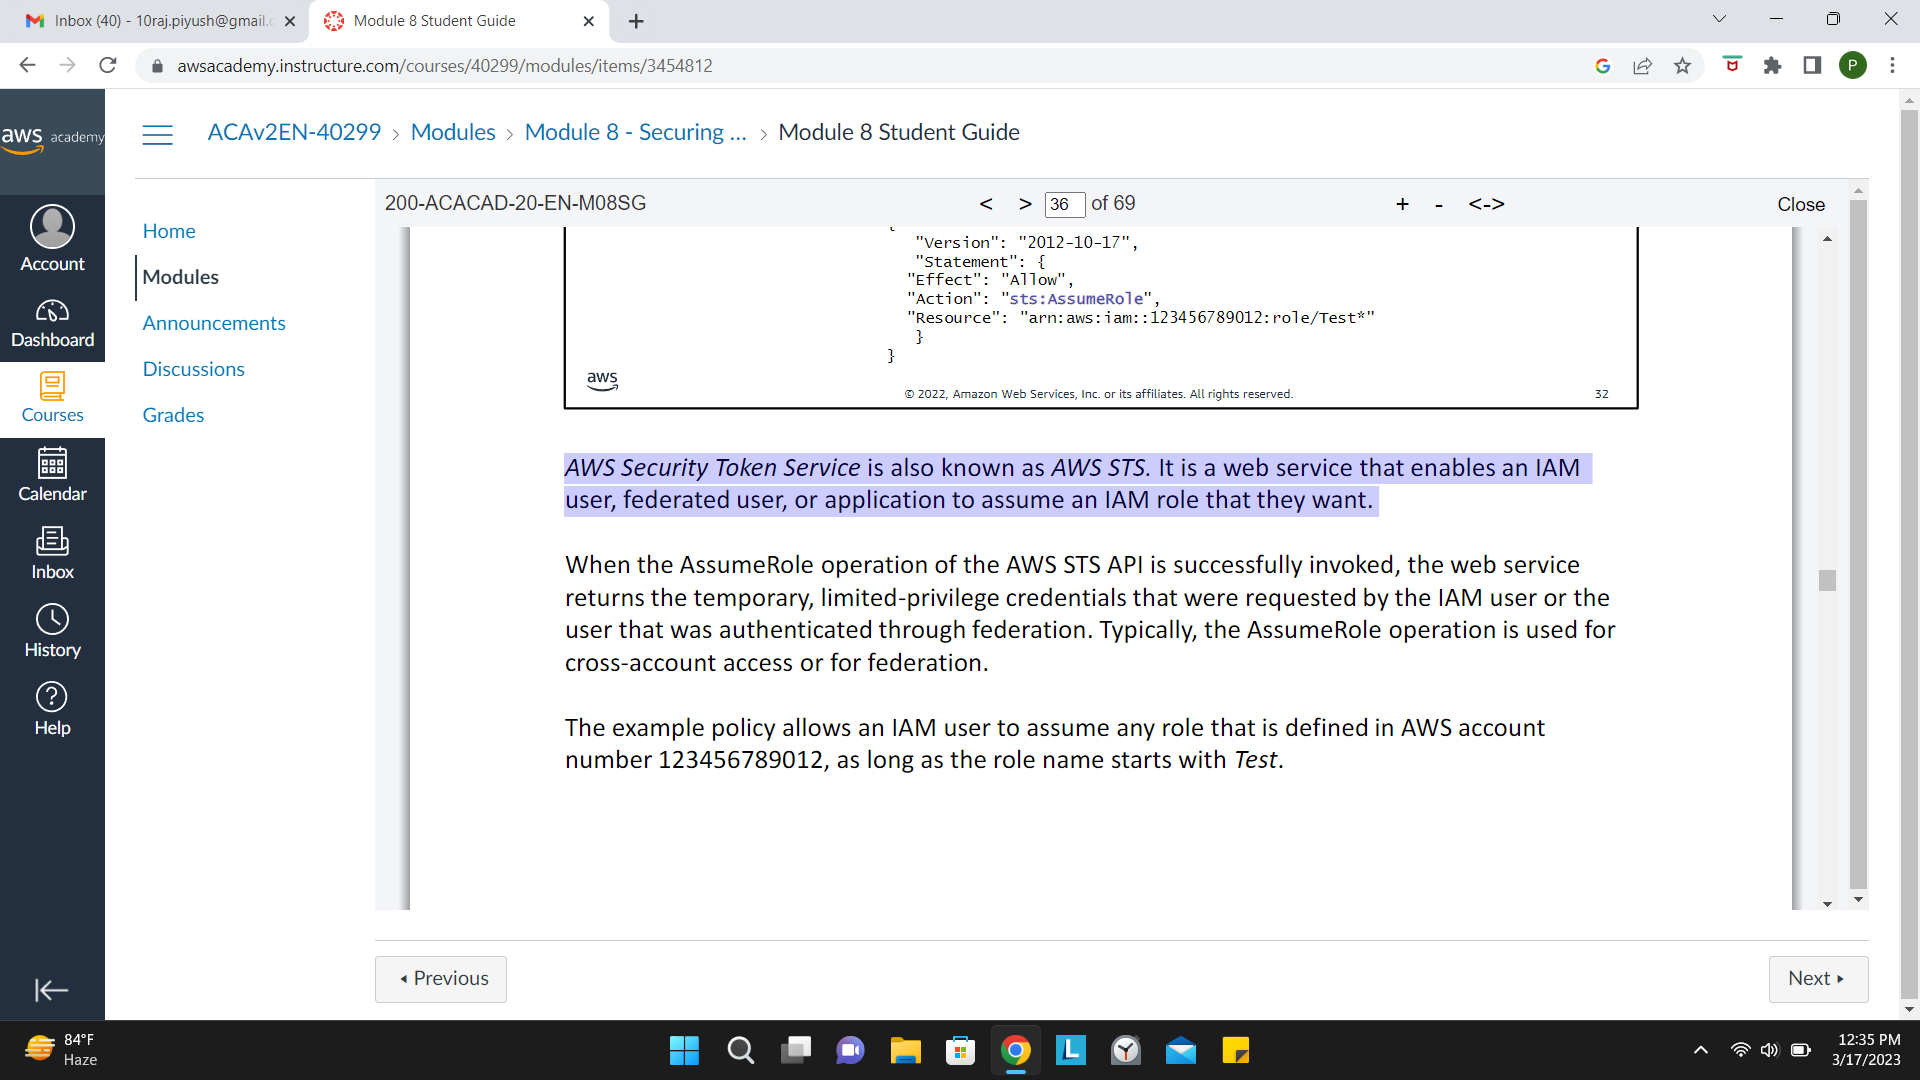 Inbox (40) - 10raj.piyush@gmail.c
Module 8 Student Guide
awsacademy.instructure.com/courses/40299/modules/items/3454812
P
aws academy
ACAv2EN-40299 > Modules > Module 8 - Securing ... > Module 8 Student Guide
Account
Dashboard
Courses
Calendar
Inbox
History
Help
Home
Modules
Announcements
Discussions
Grades
200-ACACAD-20-EN-M08SG
< > 36 of 69
+ - <->
Close
{
"Version": "2012-10-17",
"Statement": {
"Effect": "Allow",
"Action": "sts:AssumeRole",
"Resource": "arn:aws:iam::123456789012:role/Test*"
}
}
aws
© 2022, Amazon Web Services, Inc. or its affiliates. All rights reserved.
32
AWS Security Token Service is also known as AWS STS. It is a web service that enables an IAM
user, federated user, or application to assume an IAM role that they want.
When the AssumeRole operation of the AWS STS API is successfully invoked, the web service
returns the temporary, limited-privilege credentials that were requested by the IAM user or the
user that was authenticated through federation. Typically, the AssumeRole operation is used for
cross-account access or for federation.
The example policy allows an IAM user to assume any role that is defined in AWS account
number 123456789012, as long as the role name starts with Test.
Previous
Next
84°F
Haze
12:35 PM
3/17/2023